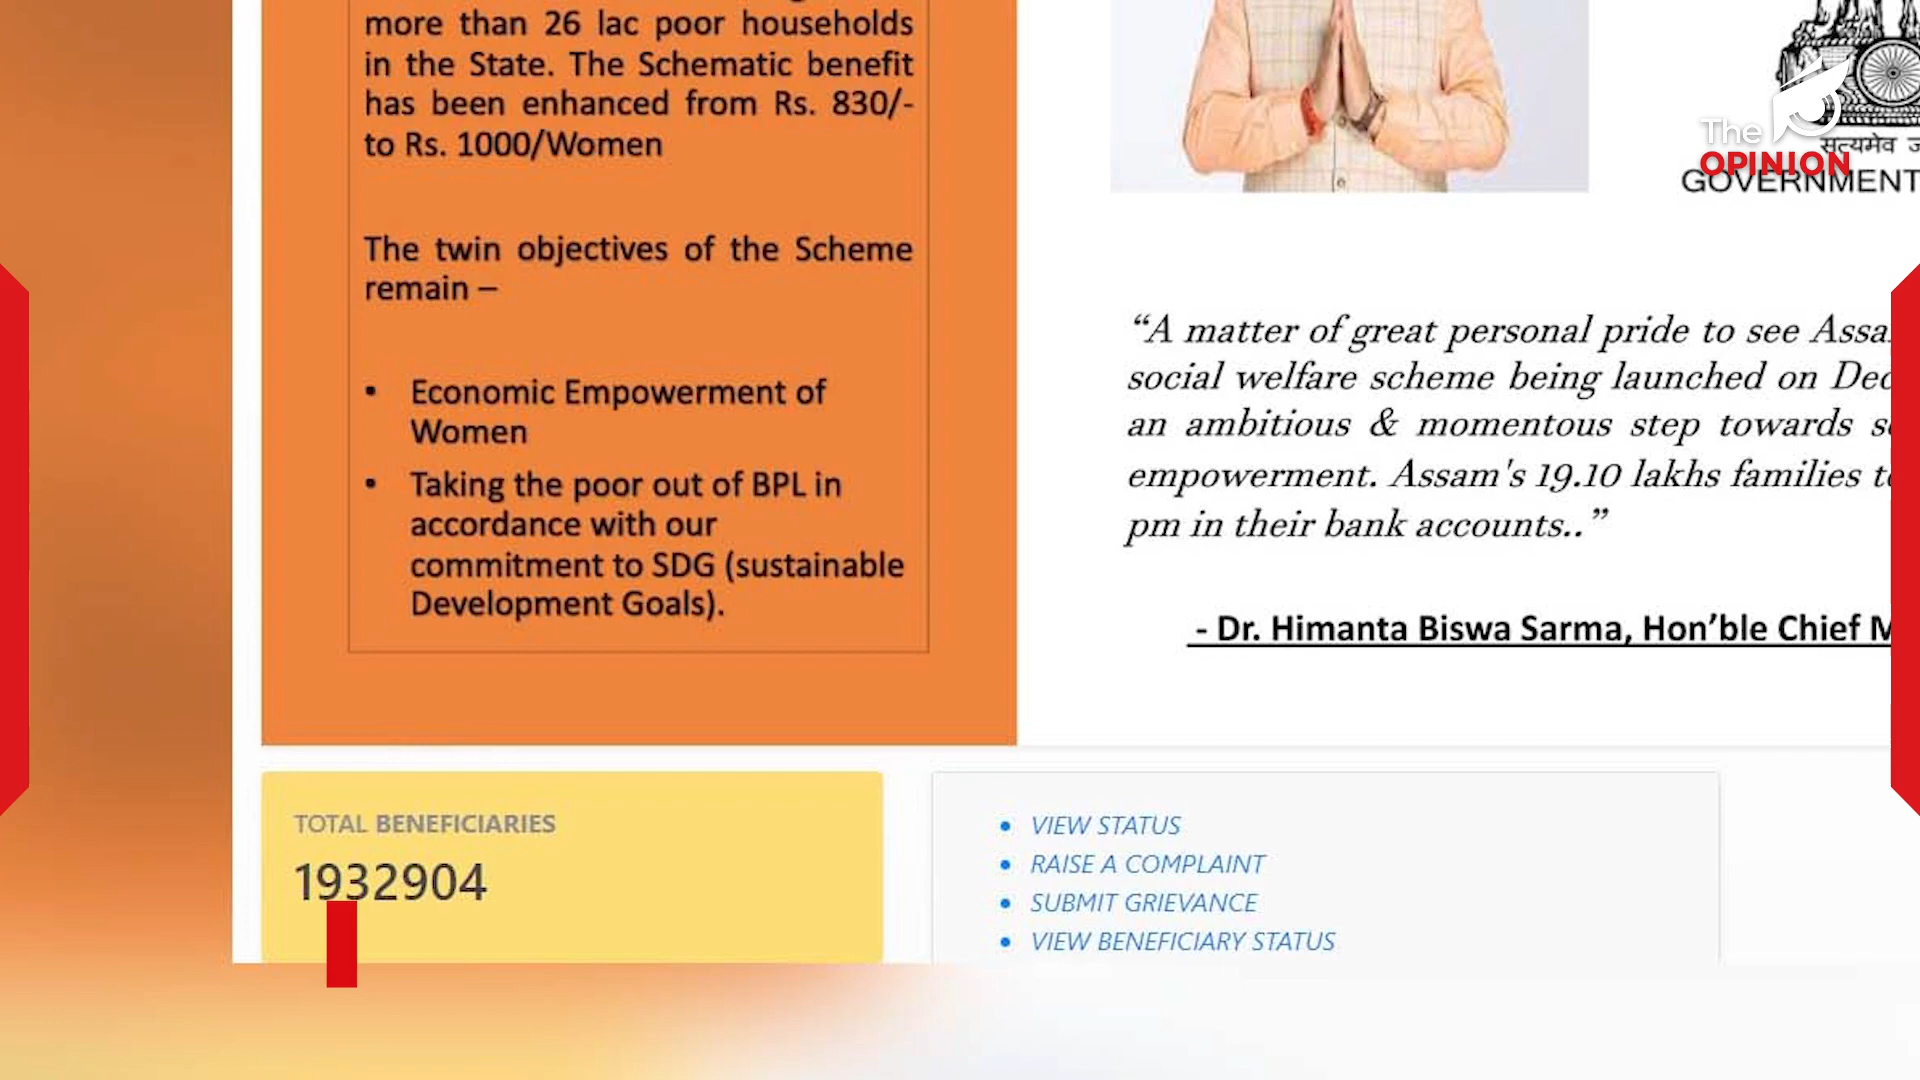 more than 26 lac poor households
in the State. The Schematic benefit
has been enhanced from Rs. 830/-
to Rs. 1000/Women
The twin objectives of the Scheme
remain –
• Economic Empowerment of
Women
• Taking the poor out of BPL in
accordance with our
commitment to SDG (sustainable
Development Goals).
The
OPINION
सत्यमेव
GOVERNMENT
“A matter of great personal pride to see
social welfare scheme being launched on
an ambitious & momentous step towards
empowerment. Assam's 19.10 lakhs families
pm in their bank accounts..”
- Dr. Himanta Biswa Sarma, Hon’ble Chief
TOTAL BENEFICIARIES
1932904
• VIEW STATUS
• RAISE A COMPLAINT
• SUBMIT GRIEVANCE
• VIEW BENEFICIARY STATUS